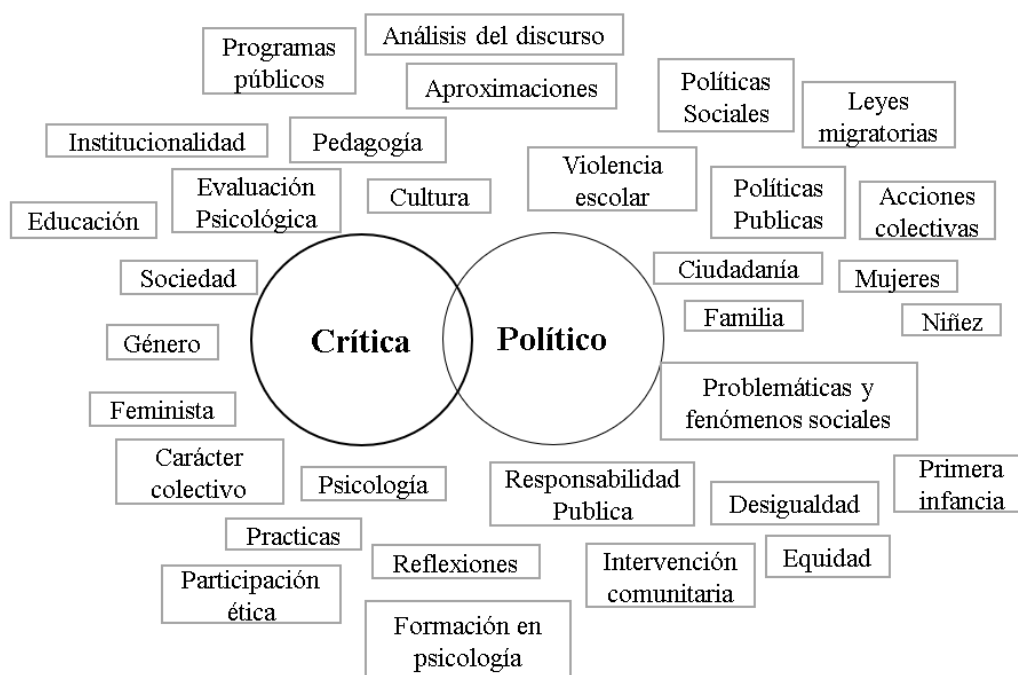 Programas
públicos
Análisis del discurso
Aproximaciones
Políticas
Sociales
Leyes
migratorias
Institucionalidad
Pedagogía
Violencia
escolar
Evaluación
Psicológica
Cultura
Políticas
Publicas
Acciones
colectivas
Educación
Sociedad
Ciudadanía
Mujeres
Familia
Niñez
Género
Crítica
Político
Feminista
Problemáticas y
fenómenos sociales
Carácter
colectivo
Psicología
Responsabilidad
Publica
Desigualdad
Primera
infancia
Practicas
Reflexiones
Intervención
comunitaria
Equidad
Participación
ética
Formación en
psicología